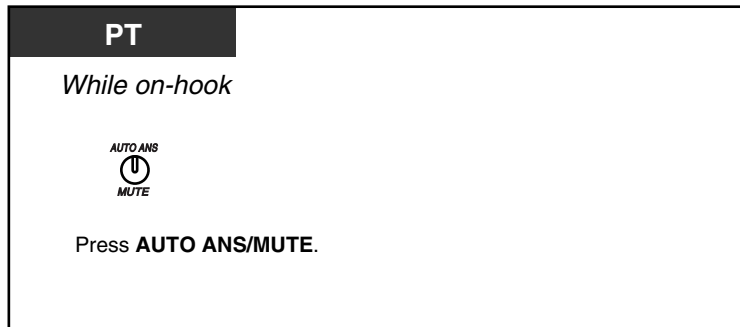 PT
While on-hook
AUTO ANS
MUTE
Press AUTO ANS/MUTE.